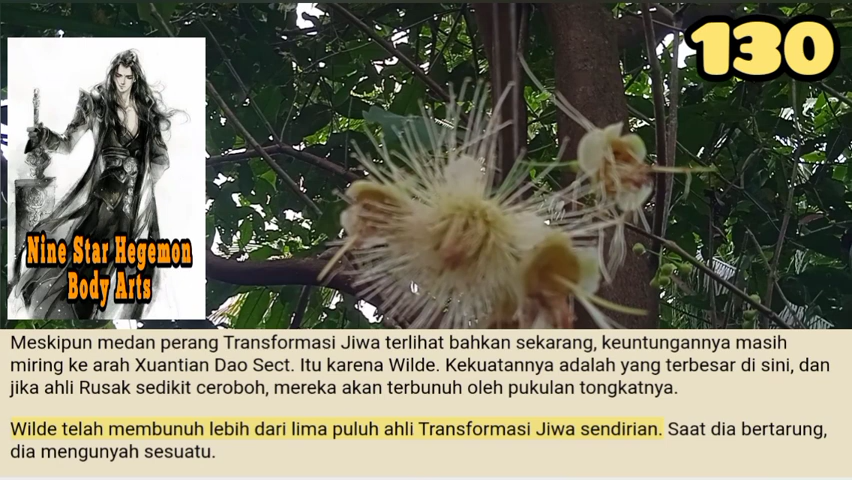 130
Nine Star Hegemon
Body Arts
Meskipun medan perang Transformasi Jiwa terlihat bahkan sekarang, keuntungannya masih
miring ke arah Xuantian Dao Sect. Itu karena Wilde. Kekuatannya adalah yang terbesar di sini, dan
jika ahli Rusak sedikit ceroboh, mereka akan terbunuh oleh pukulan tongkatnya.
Wilde telah membunuh lebih dari lima puluh ahli Transformasi Jiwa sendirian. Saat dia bertarung,
dia mengunyah sesuatu.